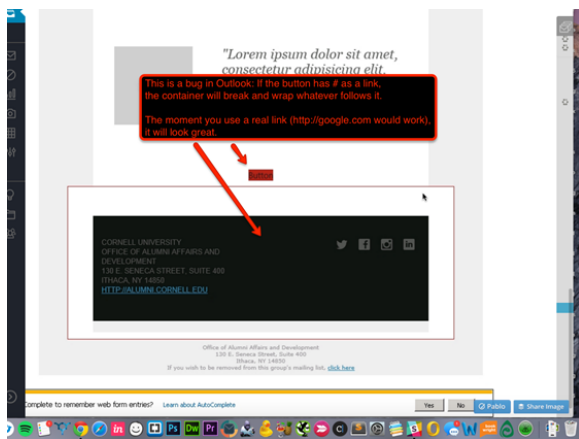 "Lorem ipsum dolor sit amet,
consectetur adipisicing elit.
This is a bug in Outlook: If the button has # as a link,
the container will break and wrap whatever follows it.
The moment you use a real link (http://google.com would work),
it will look great.
Button
CORNELL UNIVERSITY
OFFICE OF ALUMNI AFFAIRS AND
DEVELOPMENT
130 E. SENECA STREET, SUITE 400
ITHACA, NY 14850
HTTP://ALUMNI.CORNELL.EDU
Office of Alumni Affairs and Development
130 E. Seneca Street, Suite 400
Ithaca, NY 14850
If you wish to be removed from this group's mailing list, click here
Complete to remember web form entries? Learn about AutoComplete
Yes No Pablo Share Image